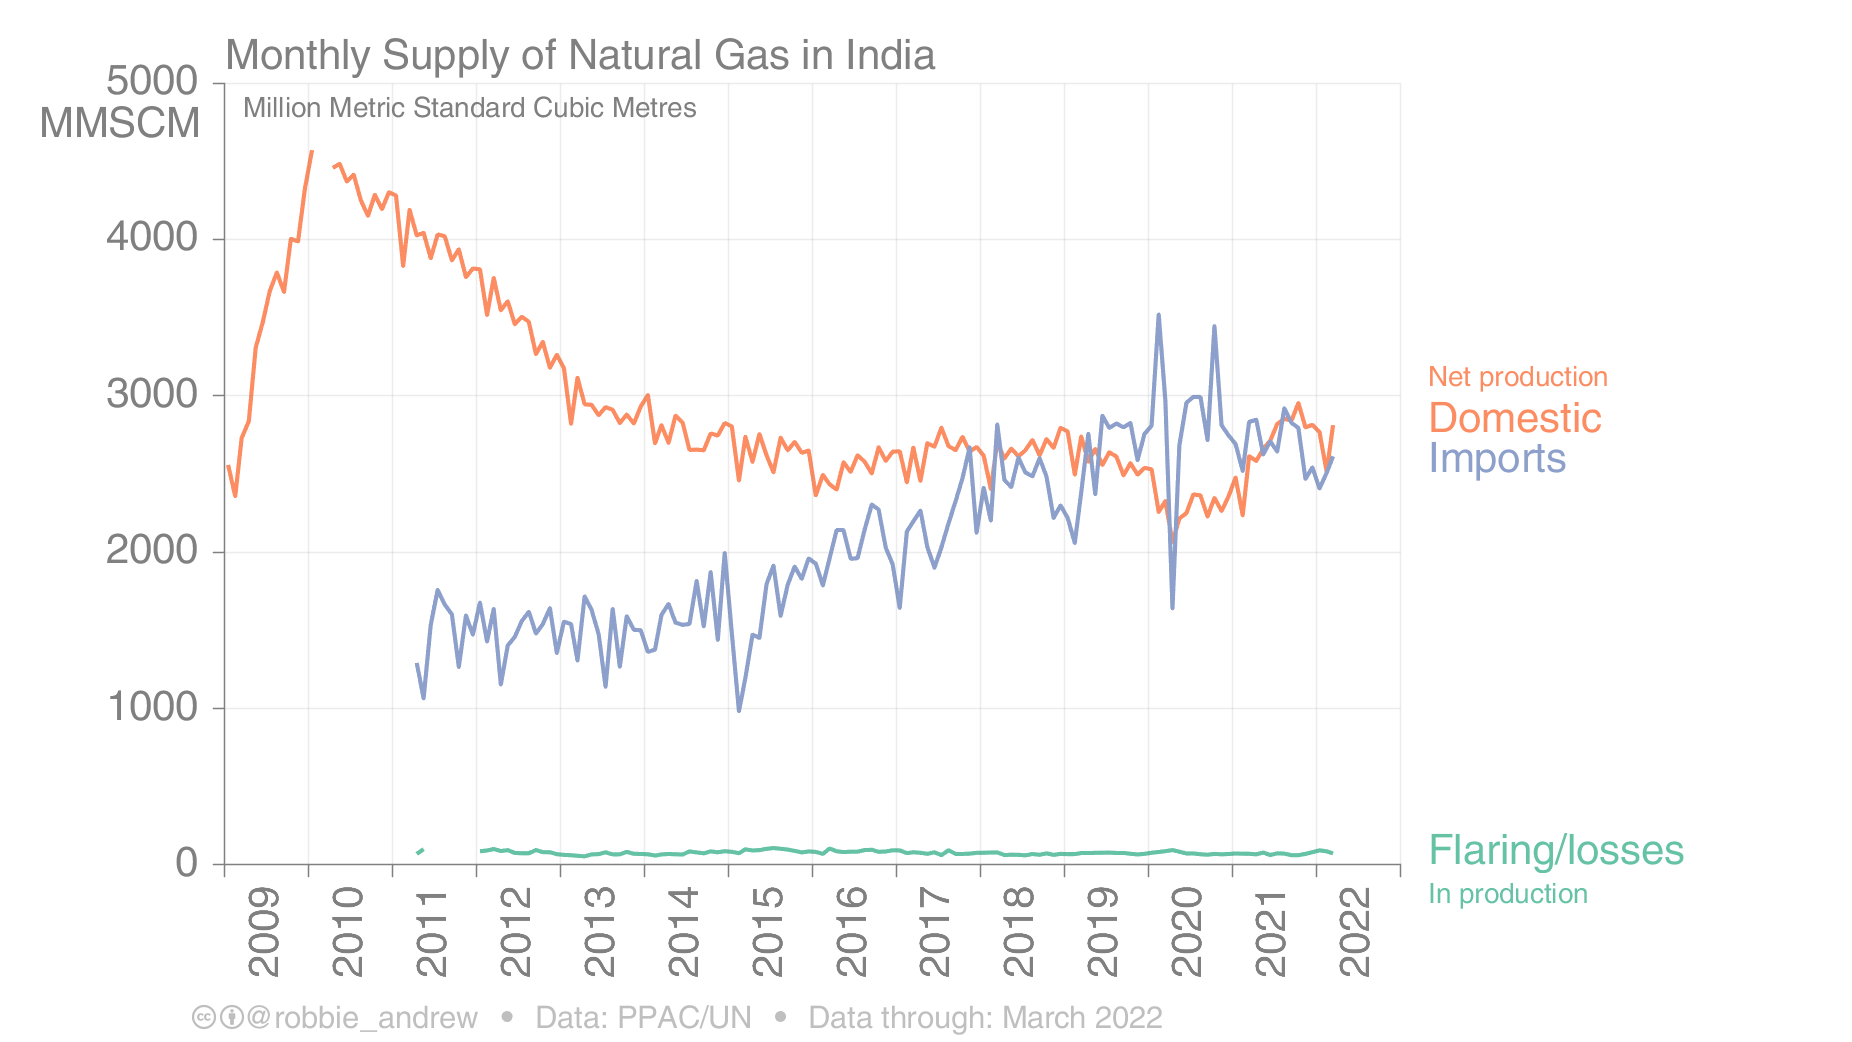 Monthly Supply of Natural Gas in India
5000
MMSCM
Million Metric Standard Cubic Metres
4000
3000
2000
1000
0
Net production
Domestic
Imports
Flaring/losses
In production
2009
2010
2011
2012
2013
2014
2015
2016
2017
2018
2019
2020
2021
2022
cc @robbie_andrew • Data: PPAC/UN • Data through: March 2022